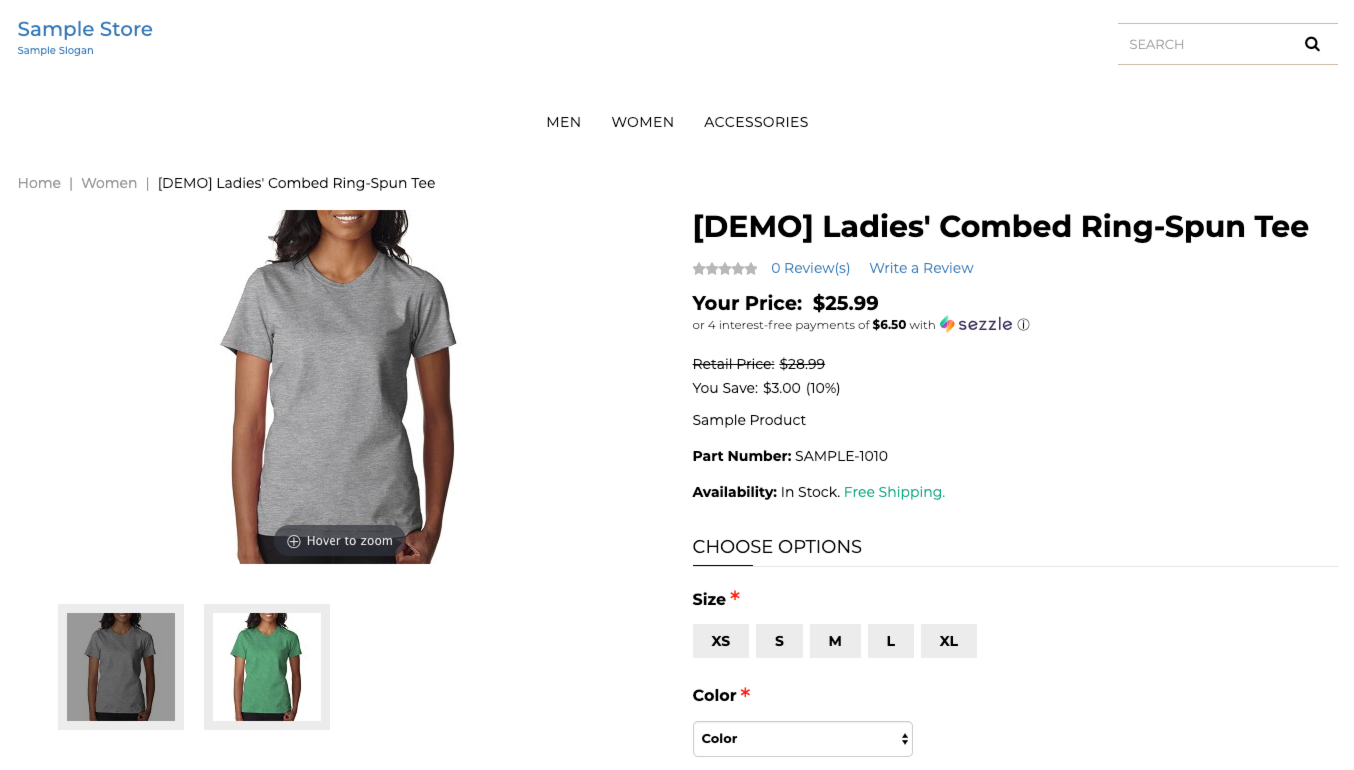 Sample Store
Sample Slogan
SEARCH
MEN WOMEN ACCESSORIES
Home | Women | [DEMO] Ladies' Combed Ring-Spun Tee
[DEMO] Ladies' Combed Ring-Spun Tee
0 Review(s) Write a Review
Your Price: $25.99
or 4 interest-free payments of $6.50 with sezzle ⓘ
Retail Price: $28.99
You Save: $3.00 (10%)
Sample Product
Part Number: SAMPLE-1010
Availability: In Stock. Free Shipping.
Hover to zoom
CHOOSE OPTIONS
Size *
XS S M L XL
Color *
Color